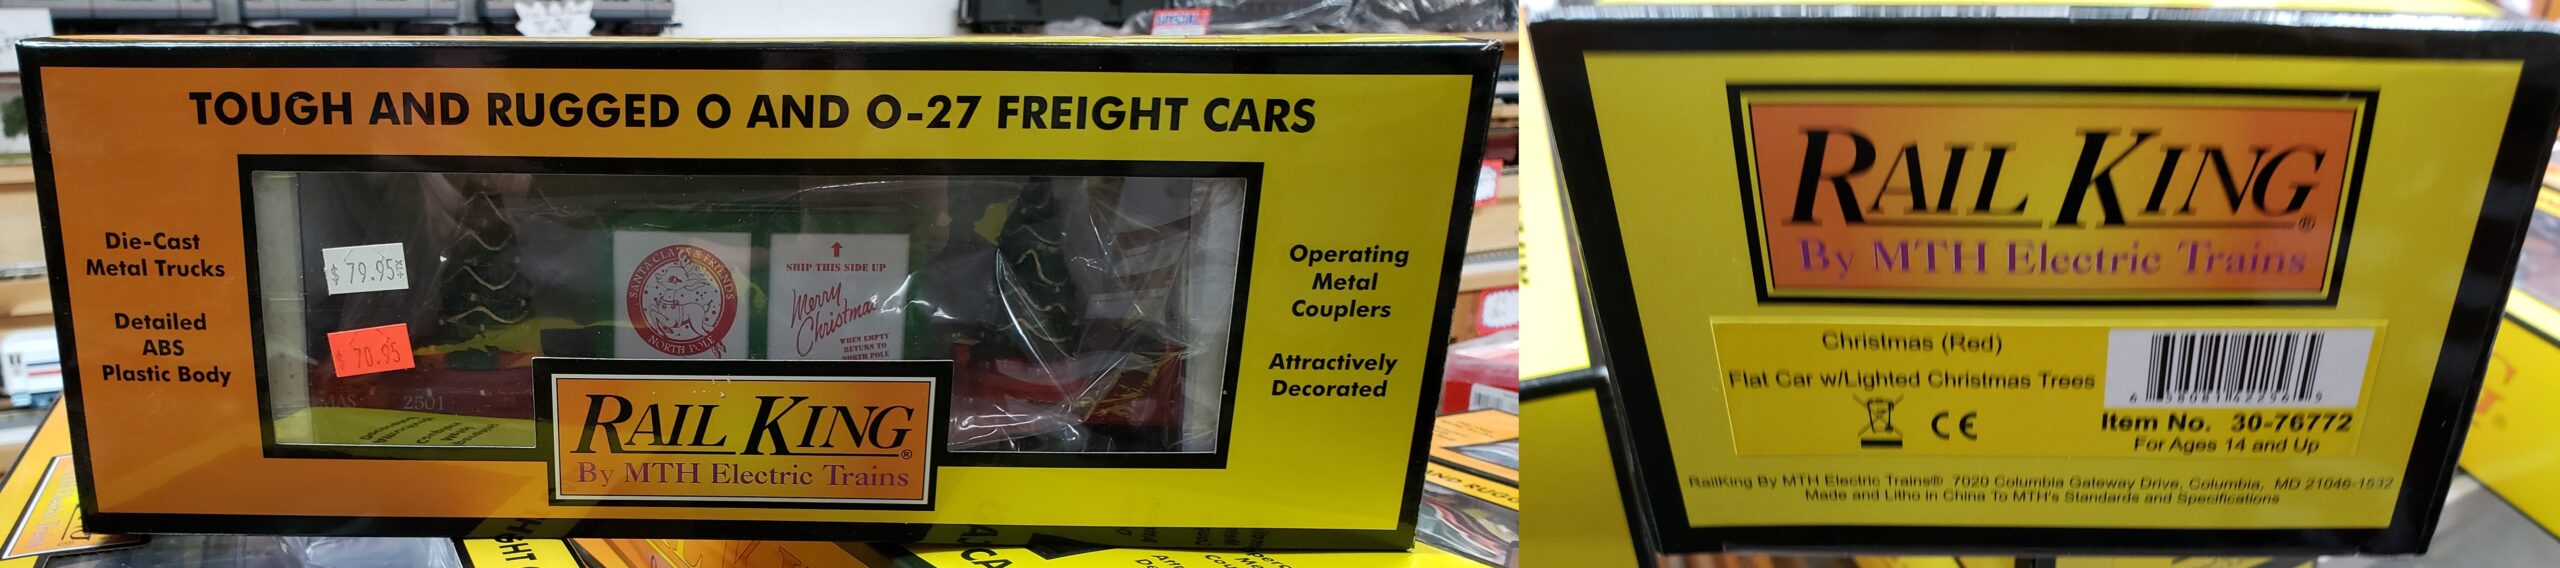 TOUGH AND RUGGED O AND O-27 FREIGHT CARS
Die-Cast
Metal Trucks
Detailed
ABS
Plastic Body
$79.95
$70.95
SANTA CLAUS & FRIENDS
NORTH POLE
SHIP THIS SIDE UP
Merry
Christmas
WHEN EMPTY
RETURN TO
NORTH POLE
2501
Operating
Metal
Couplers
Attractively
Decorated
RAIL KING®
By MTH Electric Trains
RAIL KING®
By MTH Electric Trains
Christmas (Red)
Flat Car w/Lighted Christmas Trees
CE
Item No. 30-76772
For Ages 14 and Up
RailKing By MTH Electric Trains® 7020 Columbia Gateway Drive, Columbia, MD 21046-1532
Made and Litho in China To MTH's Standards and Specifications